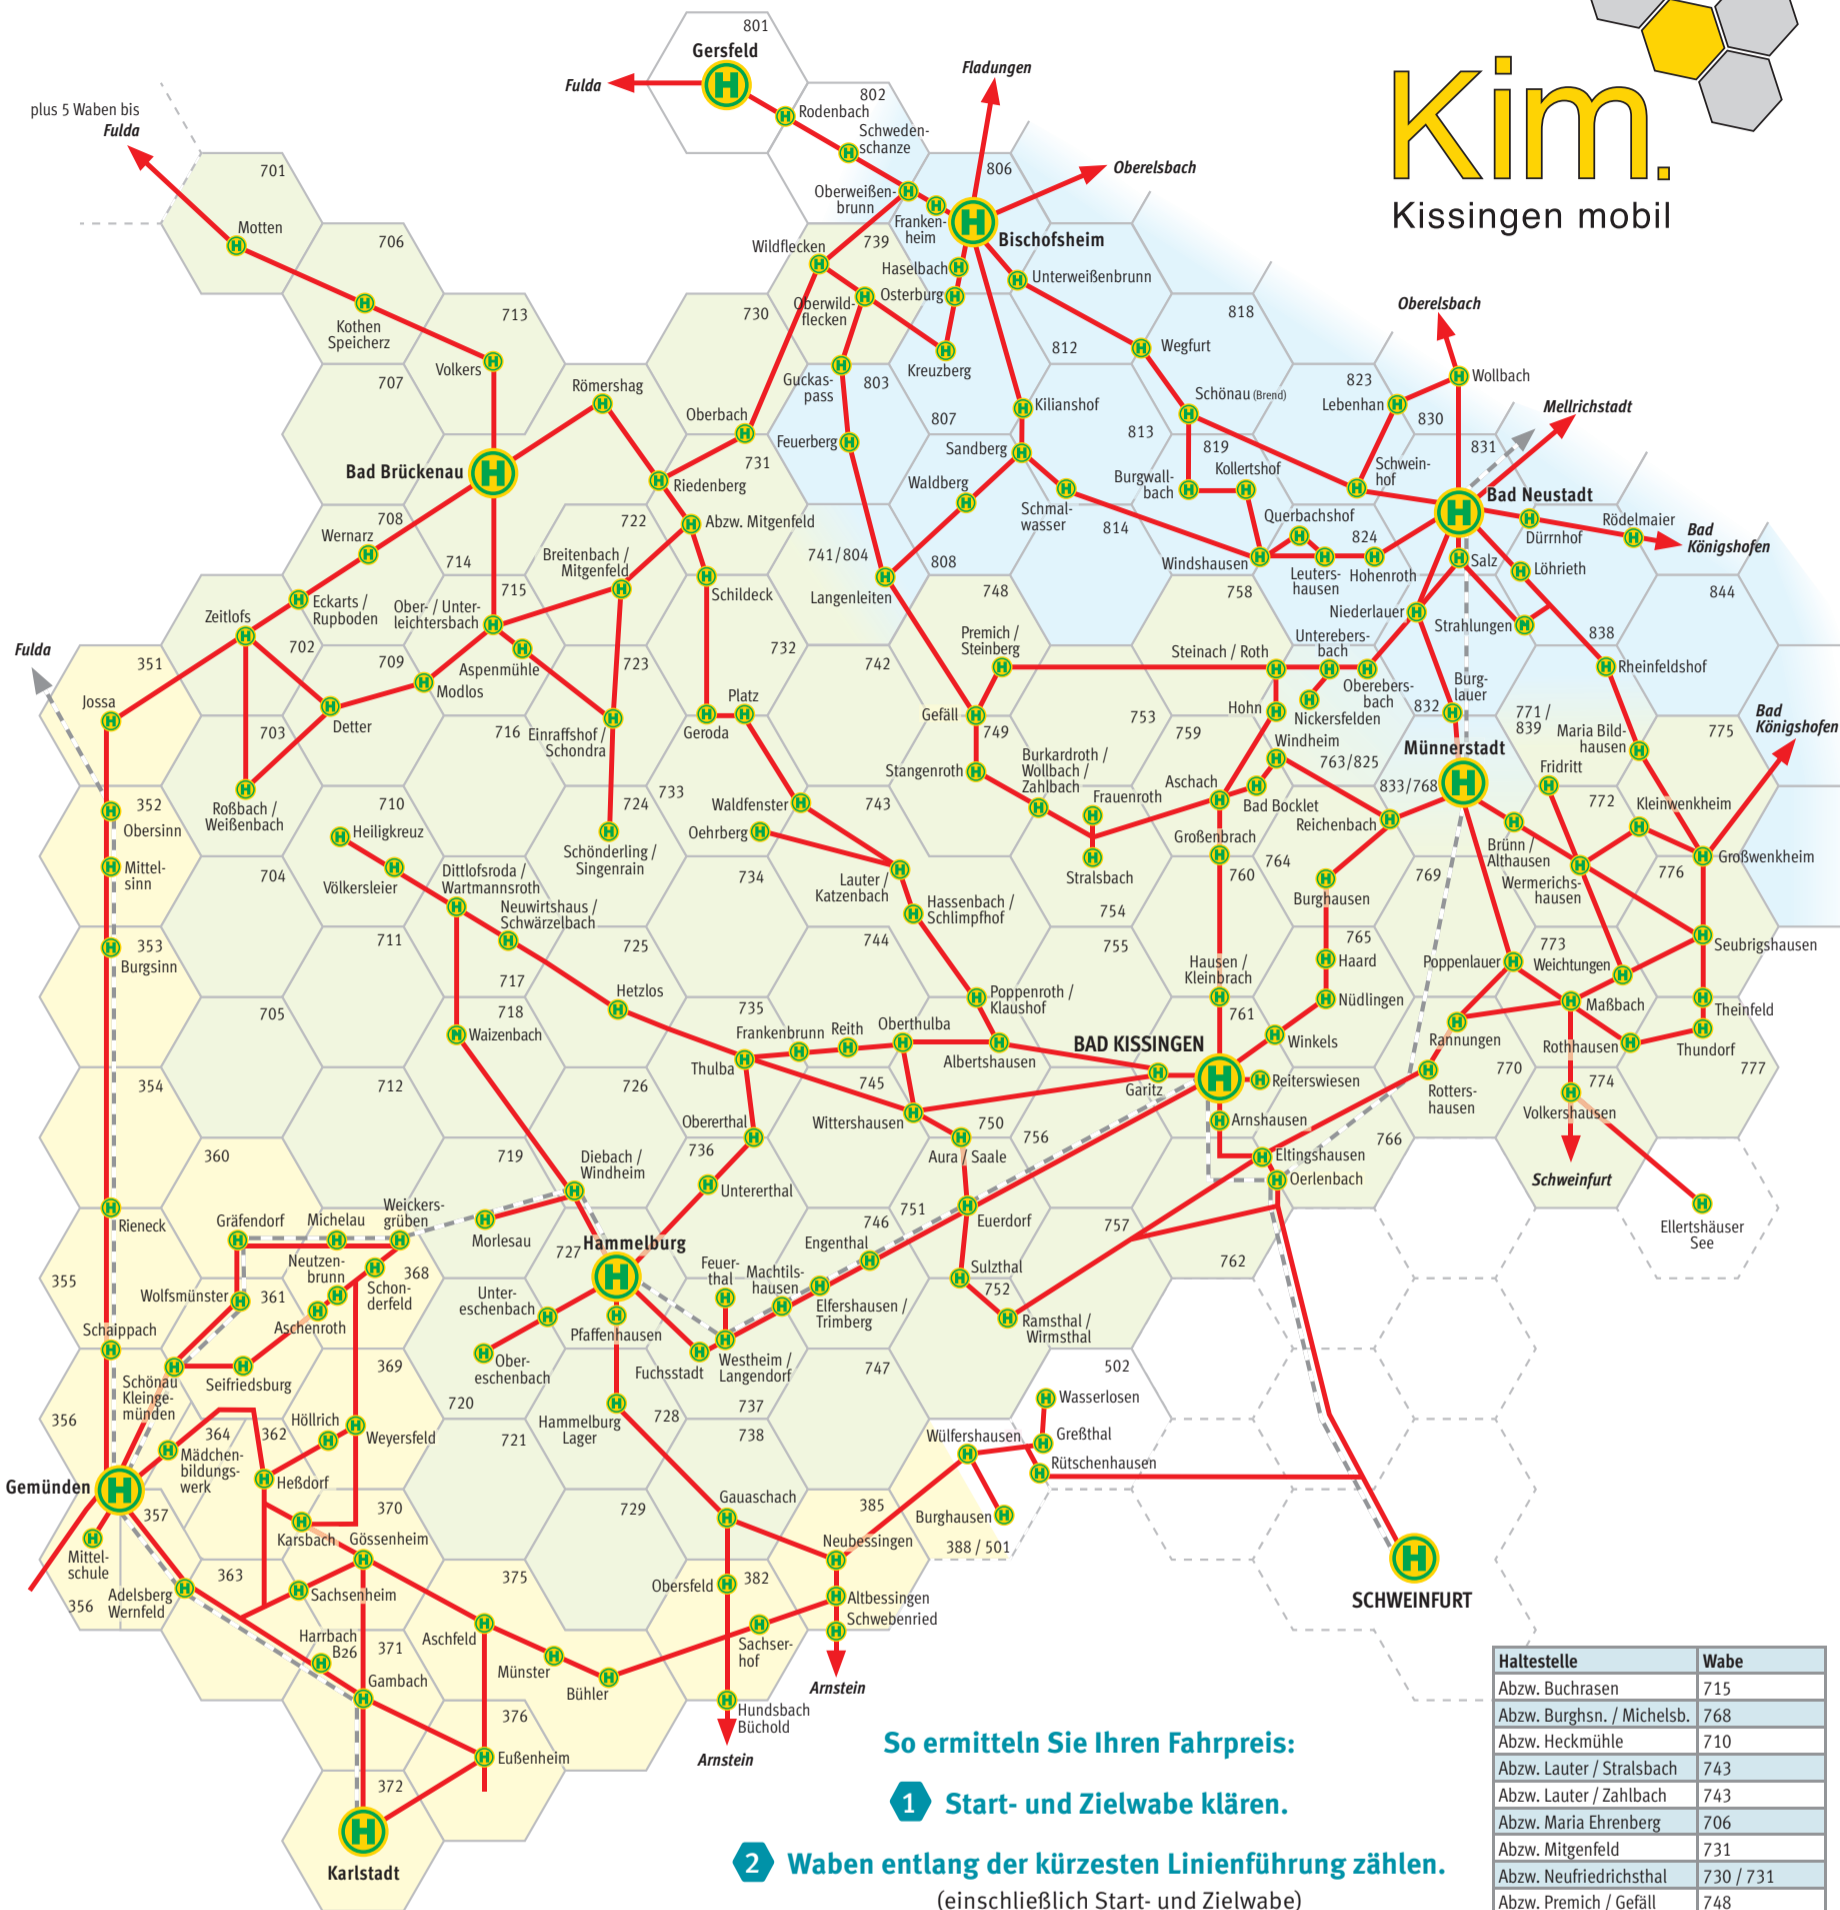 801
Gersfeld
Fulda
Fladungen
802
Rodenbach
Schweden-
schanze
plus 5 Waben bis
Fulda
Kim.
Kissingen mobil
701
806
Oberelsbach
Oberweißen-
brunn
Franken-
heim
Bischofsheim
Motten
706
Wildflecken
739
Haselbach
Unterweißenbrunn
Oberwild-
flecken
Osterburg
Kothen
Speicherz
713
730
818
Oberelsbach
Volkers
707
Römershag
Guckas-
pass
803
Kreuzberg
812
Wegfurt
823
Wollbach
Lebenhan
Schönau (Brend)
Mellrichstadt
Oberbach
807
Kilianshof
813
830
831
Feuerberg
Sandberg
819
Bad Brückenau
731
Riedenberg
Waldberg
Burgwall-
bach
Kollertshof
Schwein-
hof
Bad Neustadt
708
722
Abzw. Mitgenfeld
Schmal-
wasser
814
Querbachshof
824
Dürrnhof
Rödelmaier
Bad
Königshofen
Wernarz
714
Breitenbach /
Mitgenfeld
741/804
808
Windshausen
Leuters-
hausen
Hohenroth
Salz
Löhrieth
715
Schildeck
Langenleiten
748
758
844
Eckarts /
Rupboden
Ober- / Unter-
leichtersbach
Zeitlofs
Niederlauer
Strahlungen
838
Fulda
351
702
709
Aspenmühle
723
732
742
Premich /
Steinberg
Steinach / Roth
Unterebers-
bach
Oberebers-
bach
Rheinfeldshof
Jossa
Modlos
Detter
Platz
Geroda
Gefäll
749
753
759
Hohn
Nickersfelden
832
Burg-
lauer
771 /
839
Maria Bild-
hausen
775
Bad
Königshofen
703
716
Einraffshof /
Schondra
Windheim
763/825
Münnerstadt
Fridritt
352
Obersinn
Roßbach /
Weißenbach
710
724
733
Waldfenster
743
Stangenroth
Burkardroth /
Wollbach /
Zahlbach
Frauenroth
Aschach
Bad Bocklet
833/768
Reichenbach
772
Kleinwenkheim
Heiligkreuz
Schönderling /
Singenrain
Oehrberg
Großenbrach
Brünn /
Althausen
Großwenkheim
Mittel-
sinn
704
Völkersleier
Dittlofsroda /
Wartmannsroth
734
Lauter /
Katzenbach
Stralsbach
760
764
Burghausen
769
Wermerichs-
hausen
776
Neuwirtshaus /
Schwärzelbach
Hassenbach /
Schlimpfhof
754
353
Burgsinn
711
725
744
755
765
Haard
Poppenlauer
773
Weichtungen
Seubrigshausen
717
Hetzlos
Hausen /
Kleinbrach
Poppenroth /
Klaushof
Nüdlingen
Maßbach
Theinfeld
705
718
Waizenbach
735
Frankenbrunn
Reith
Oberthulba
Albertshausen
BAD KISSINGEN
761
Winkels
Rannungen
Rothhausen
Thundorf
Thulba
Garitz
Reiterswiesen
770
777
354
712
726
745
Wittershausen
Rotters-
hausen
774
Volkershausen
Obererthal
750
756
Arnshausen
766
360
719
Diebach /
Windheim
736
Aura / Saale
Eltingshausen
Oerlenbach
Schweinfurt
Untererthal
Rieneck
Gräfendorf
Michelau
Weickers-
grüben
Morlesau
746
751
Euerdorf
757
Ellertshäuser
See
355
Neutzen-
brunn
368
727
Hammelburg
Engenthal
762
Wolfsmünster
361
Schon-
derfeld
Aschenroth
Unter-
eschenbach
Feuer-
thal
Machtils-
hausen
Elfershausen /
Trimberg
Sulzthal
752
Schaippach
Pfaffenhausen
Ramsthal /
Wirmsthal
Ober-
eschenbach
Fuchsstadt
Westheim /
Langendorf
747
502
Schönau
Kleinge-
münden
Seifriedsburg
369
720
737
Wasserlosen
356
364
362
Höllrich
Weyersfeld
721
Hammelburg
Lager
728
738
Wülfershausen
Greßthal
Mädchen-
bildungs-
werk
Rütschenhausen
Gemünden
357
Heßdorf
370
729
Gauaschach
385
Burghausen
Karsbach
Gössenheim
Neubessingen
388 / 501
Mittel-
schule
356
363
Adelsberg
Wernfeld
Sachsenheim
375
Obersfeld
382
Altbessingen
Schwebenried
SCHWEINFURT
Harrbach
B26
371
Aschfeld
Münster
Sachser-
hof
Gambach
Bühler
Arnstein
376
Hundsbach
Büchold
Eußenheim
Arnstein
372
Karlstadt
So ermitteln Sie Ihren Fahrpreis:
1 Start- und Zielwabe klären.
2 Waben entlang der kürzesten Linienführung zählen.
(einschließlich Start- und Zielwabe)
Haltestelle Wabe
Abzw. Buchrasen 715
Abzw. Burghsn. / Michelsb. 768
Abzw. Heckmühle 710
Abzw. Lauter / Stralsbach 743
Abzw. Lauter / Zahlbach 743
Abzw. Maria Ehrenberg 706
Abzw. Mitgenfeld 731
Abzw. Neufriedrichsthal 730 / 731
Abzw. Premich / Gefäll 748